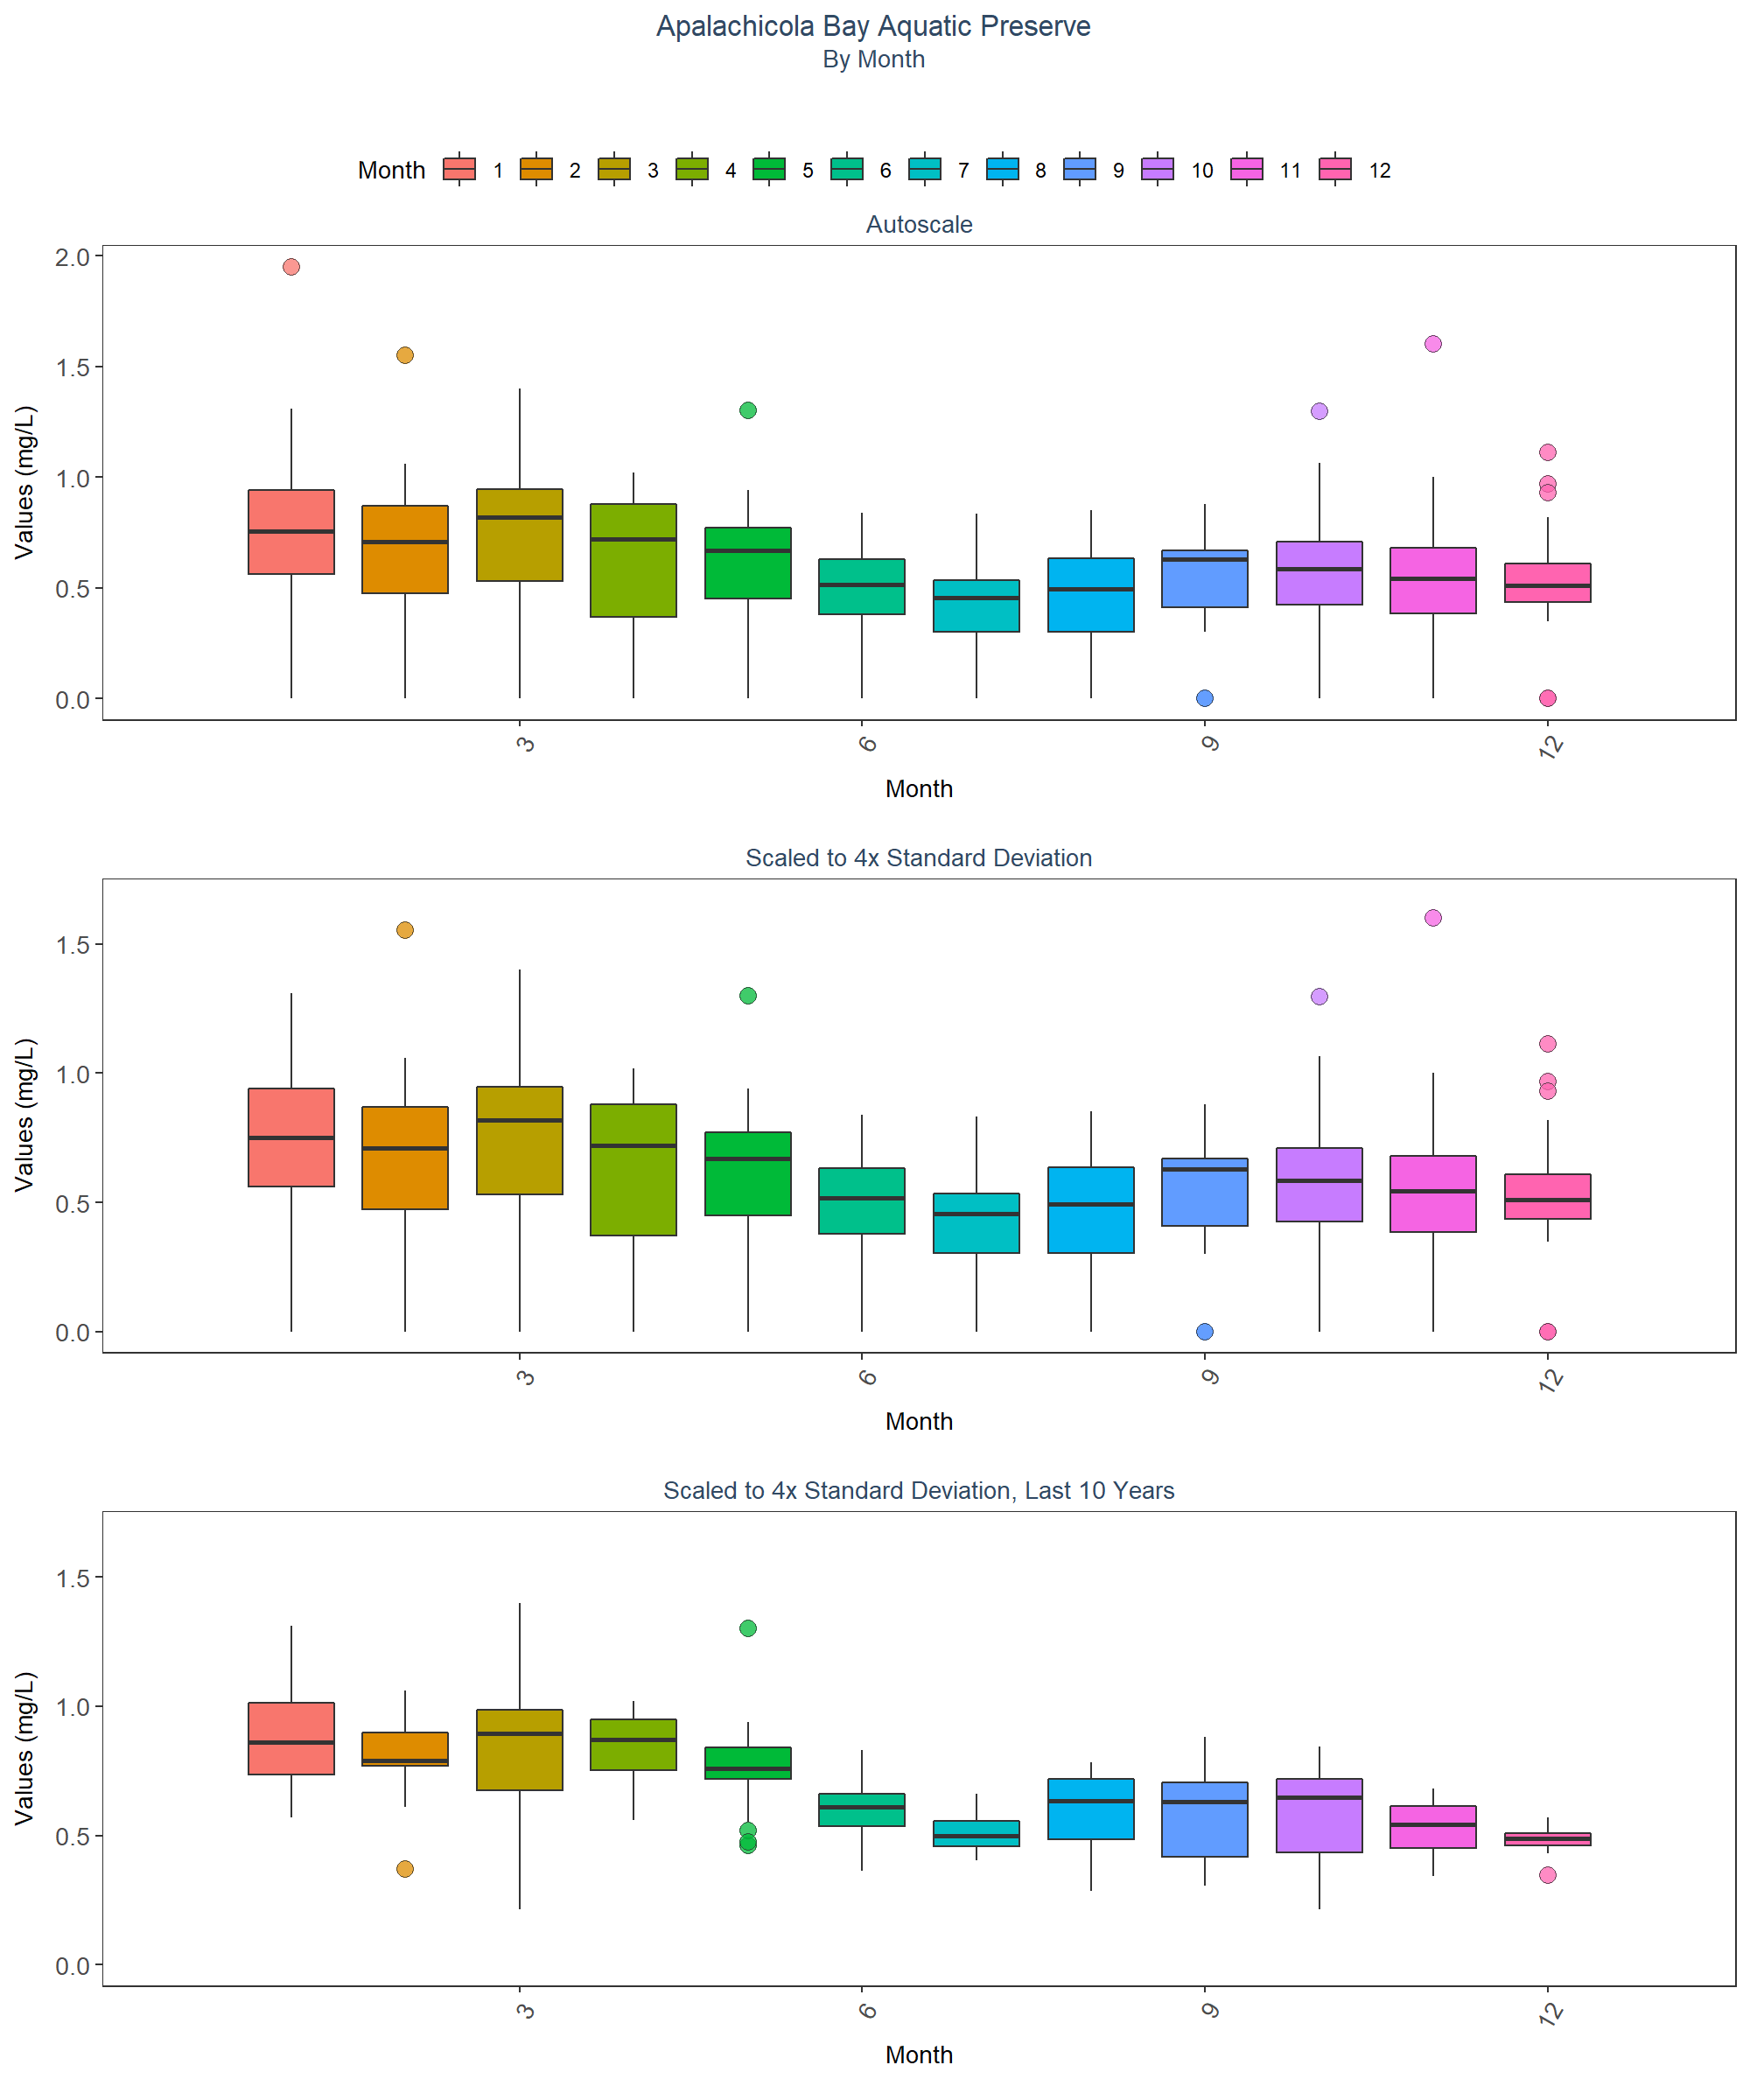 Apalachicola Bay Aquatic Preserve
By Month
Month 1 2 3 4 5 6 7 8 9 10 11 12
Autoscale
2.0
1.5
1.0
0.5
0.0
Values (mg/L)
3 6 9 12
Month
Scaled to 4x Standard Deviation
1.5
1.0
0.5
0.0
Values (mg/L)
3 6 9 12
Month
Scaled to 4x Standard Deviation, Last 10 Years
1.5
1.0
0.5
0.0
Values (mg/L)
3 6 9 12
Month